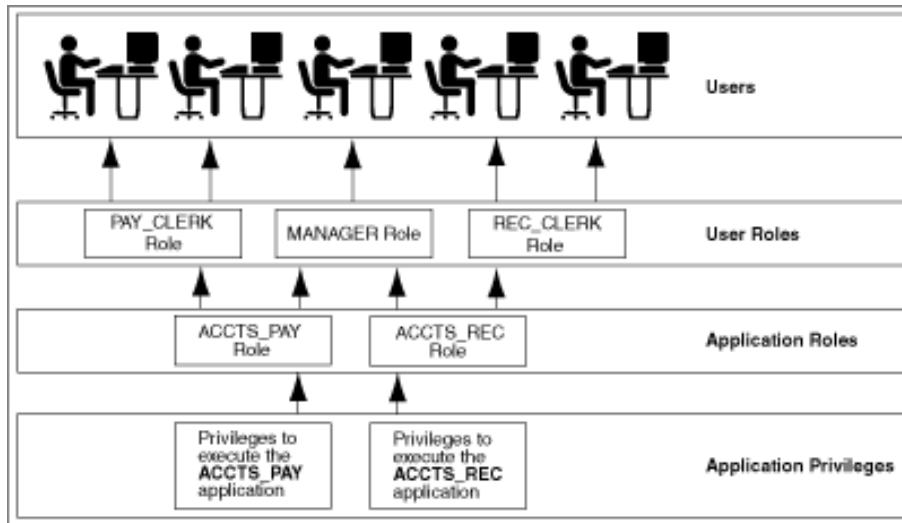 Users
PAY_CLERK
Role
MANAGER Role
REC_CLERK
Role
User Roles
ACCTS_PAY
Role
ACCTS_REC
Role
Application Roles
Privileges to
execute the
ACCTS_PAY
application
Privileges to
execute the
ACCTS_REC
application
Application Privileges